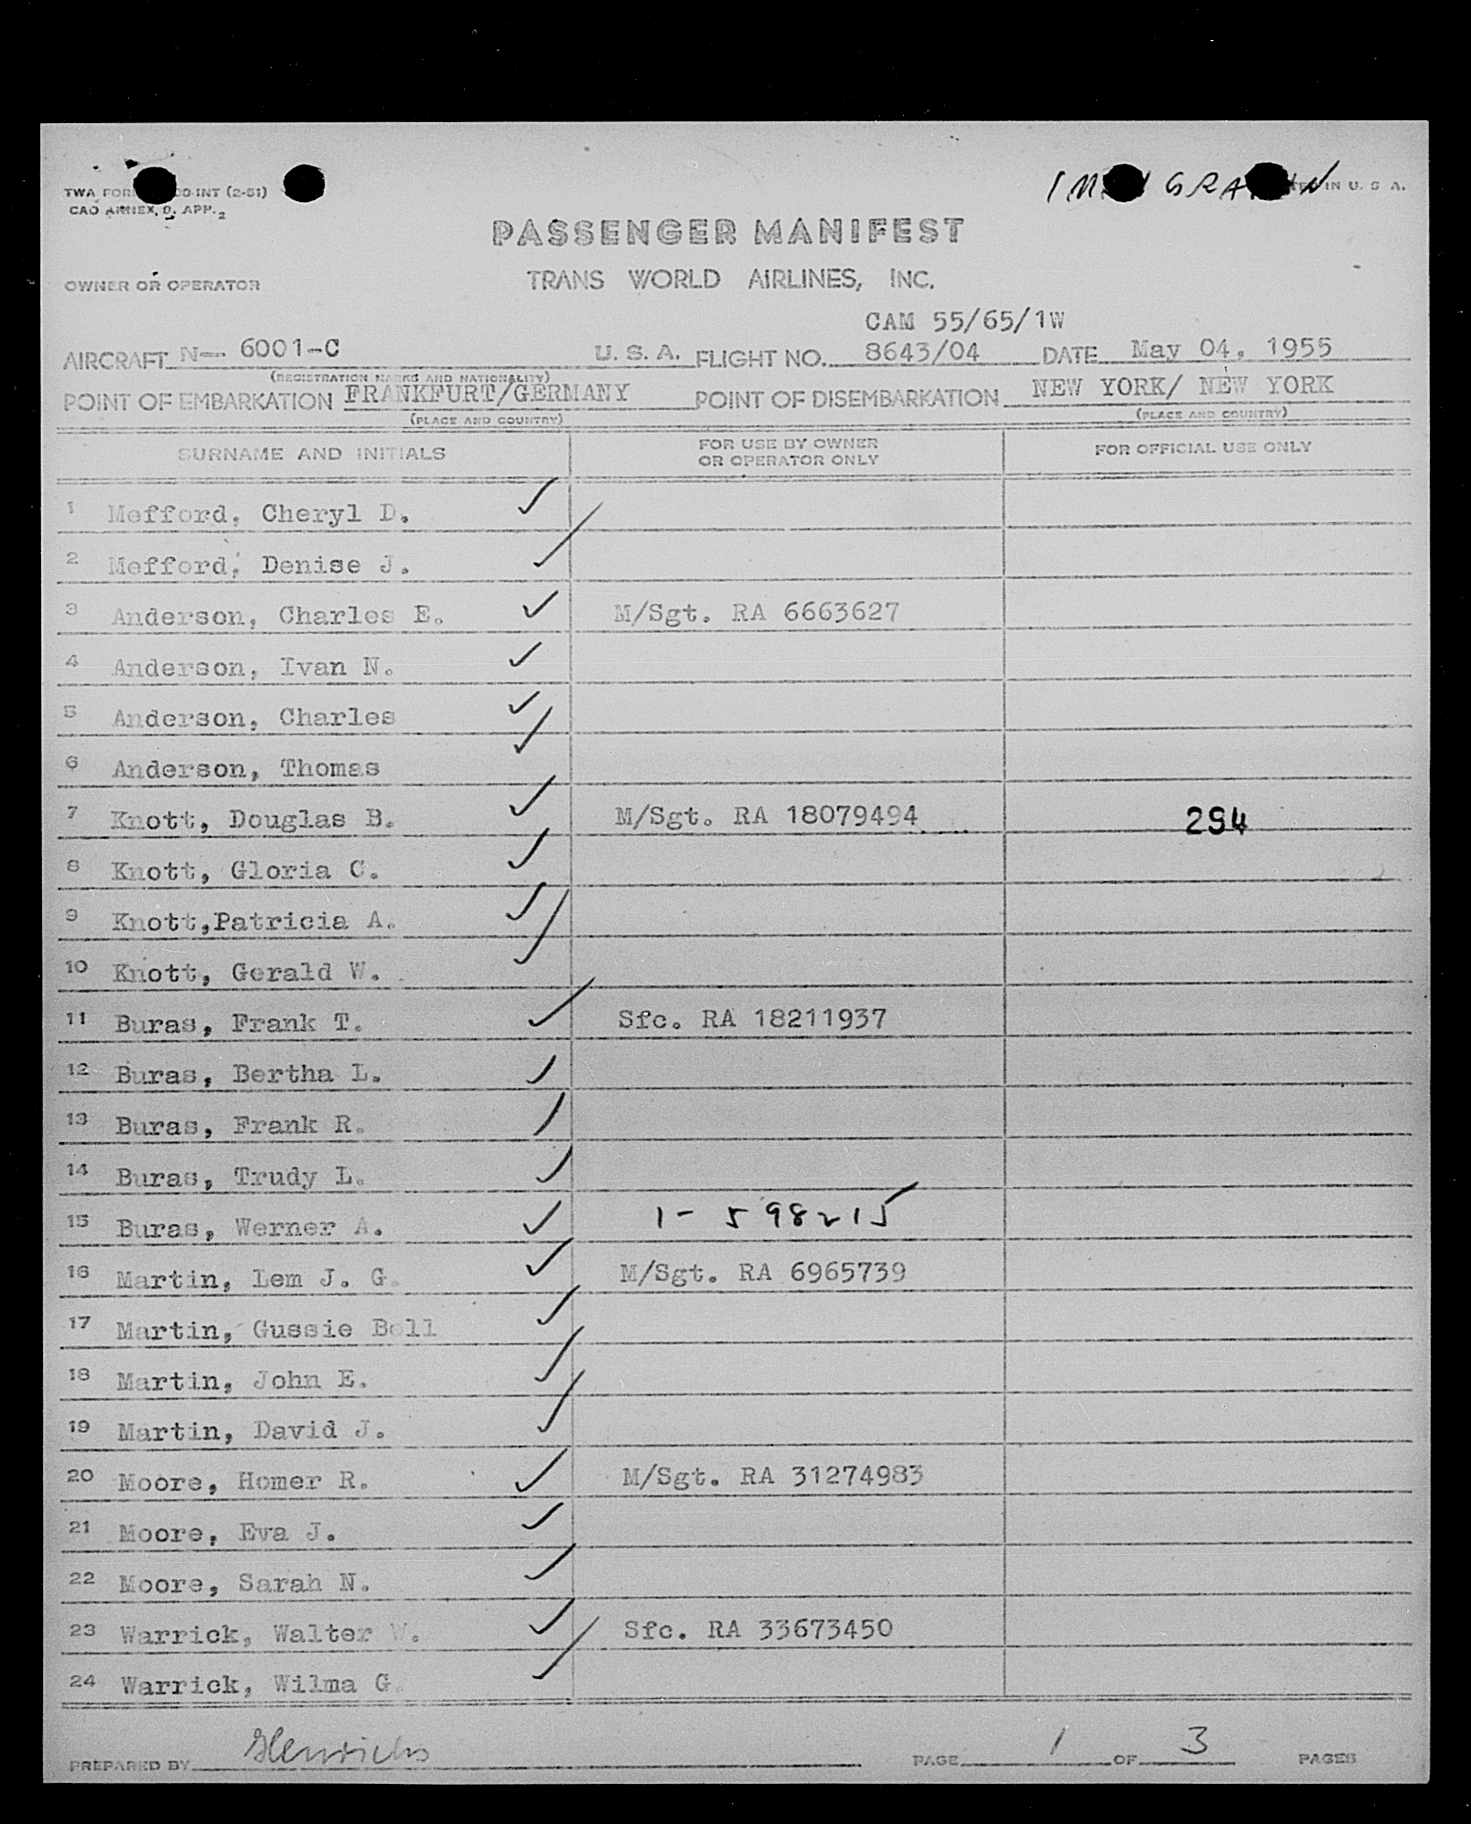 TWA FOR INT (2-51)
CAO ANNEX, 9, APP. 2
IN U. S. A.
PASSENGER MANIFEST
OWNER OR OPERATOR
TRANS WORLD AIRLINES, INC.
CAM 55/65/1W
AIRCRAFT N-- 6001-C U. S. A. FLIGHT NO. 8643/04 DATE May 04, 1955
(REGISTRATION MARKS AND NATIONALITY)
POINT OF EMBARKATION FRANKFURT/GERMANY POINT OF DISEMBARKATION NEW YORK/ NEW YORK
(PLACE AND COUNTRY) (PLACE AND COUNTRY)
SURNAME AND INITIALS FOR USE BY OWNER OR OPERATOR ONLY FOR OFFICIAL USE ONLY
1 Mefford, Cheryl D. ✓
2 Mefford, Denise J. ✓
3 Anderson, Charles E. ✓ M/Sgt. RA 6663627
4 Anderson, Ivan N. ✓
5 Anderson, Charles ✓
6 Anderson, Thomas ✓
7 Knott, Douglas B. ✓ M/Sgt. RA 18079494 294
8 Knott, Gloria C. ✓
9 Knott,Patricia A. ✓
10 Knott, Gerald W. ✓
11 Buras, Frank T. ✓ Sfc. RA 18211937
12 Buras, Bertha L. ✓
13 Buras, Frank R. ✓
14 Buras, Trudy L. ✓
15 Buras, Werner A. ✓ 1- 598215
16 Martin, Lem J. G. ✓ M/Sgt. RA 6965739
17 Martin, Gussie Bell ✓
18 Martin, John E. ✓
19 Martin, David J. ✓
20 Moore, Homer R. ✓ M/Sgt. RA 31274983
21 Moore, Eva J. ✓
22 Moore, Sarah N. ✓
23 Warrick, Walter W. ✓ Sfc. RA 33673450
24 Warrick, Wilma G. ✓
PREPARED BY PAGE 1 OF 3 PAGES